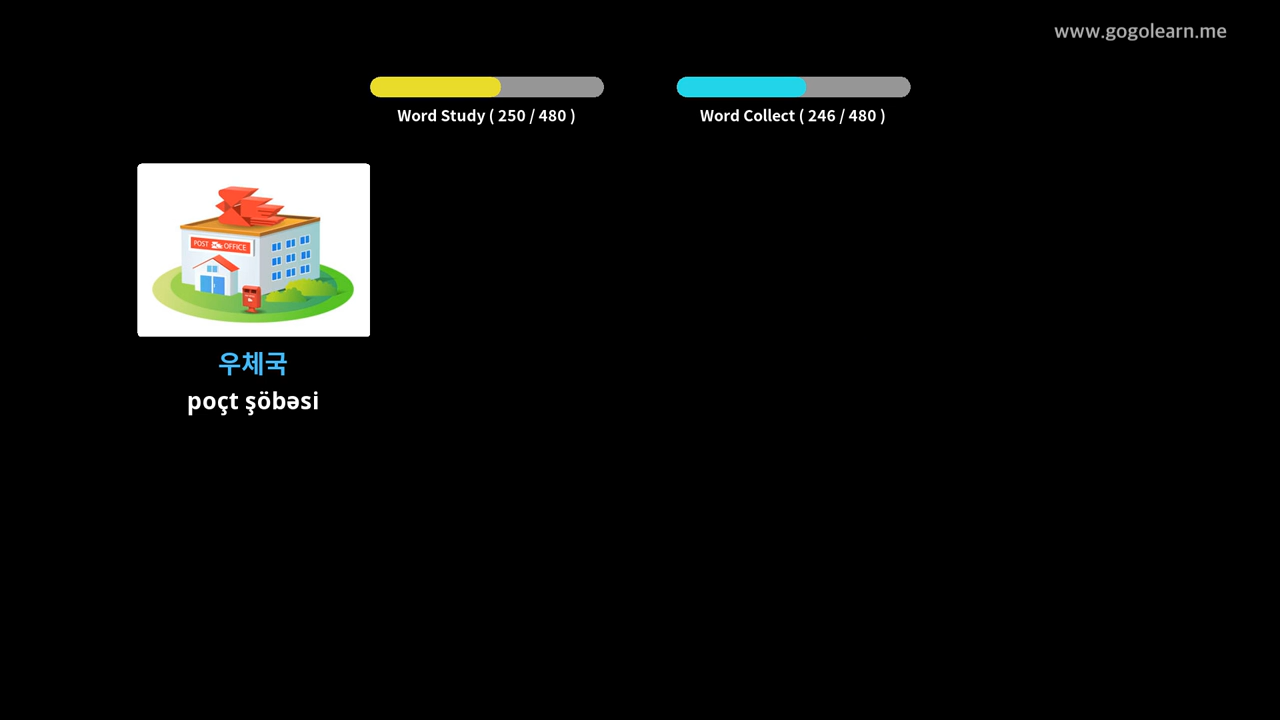 www.gogolearn.me
Word Study ( 250 / 480 )
Word Collect ( 246 / 480 )
POST OFFICE
우체국
poçt şöbəsi